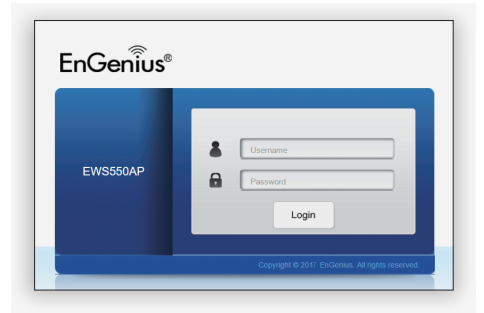 EnGenius®
EWS550AP
Username
Password
Login
Copyright © 2017 EnGenius. All rights reserved.